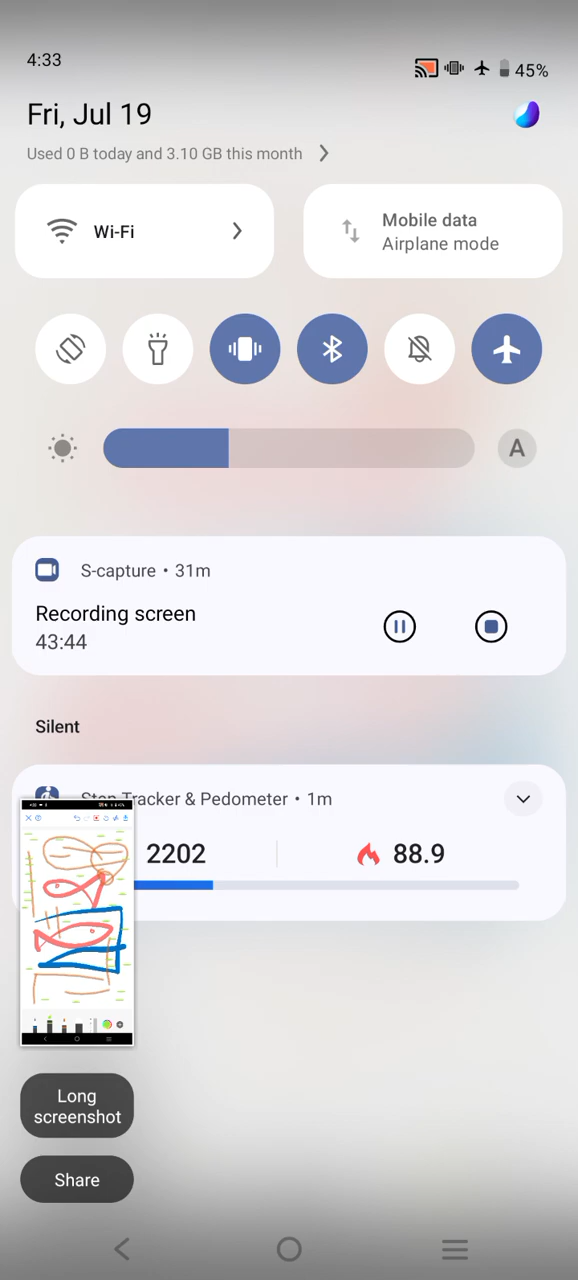 4:33
45%
Fri, Jul 19
Used 0 B today and 3.10 GB this month
Wi-Fi
Mobile data
Airplane mode
A
S-capture • 31m
Recording screen
43:44
Silent
Step Tracker & Pedometer • 1m
2202
88.9
Long
screenshot
Share